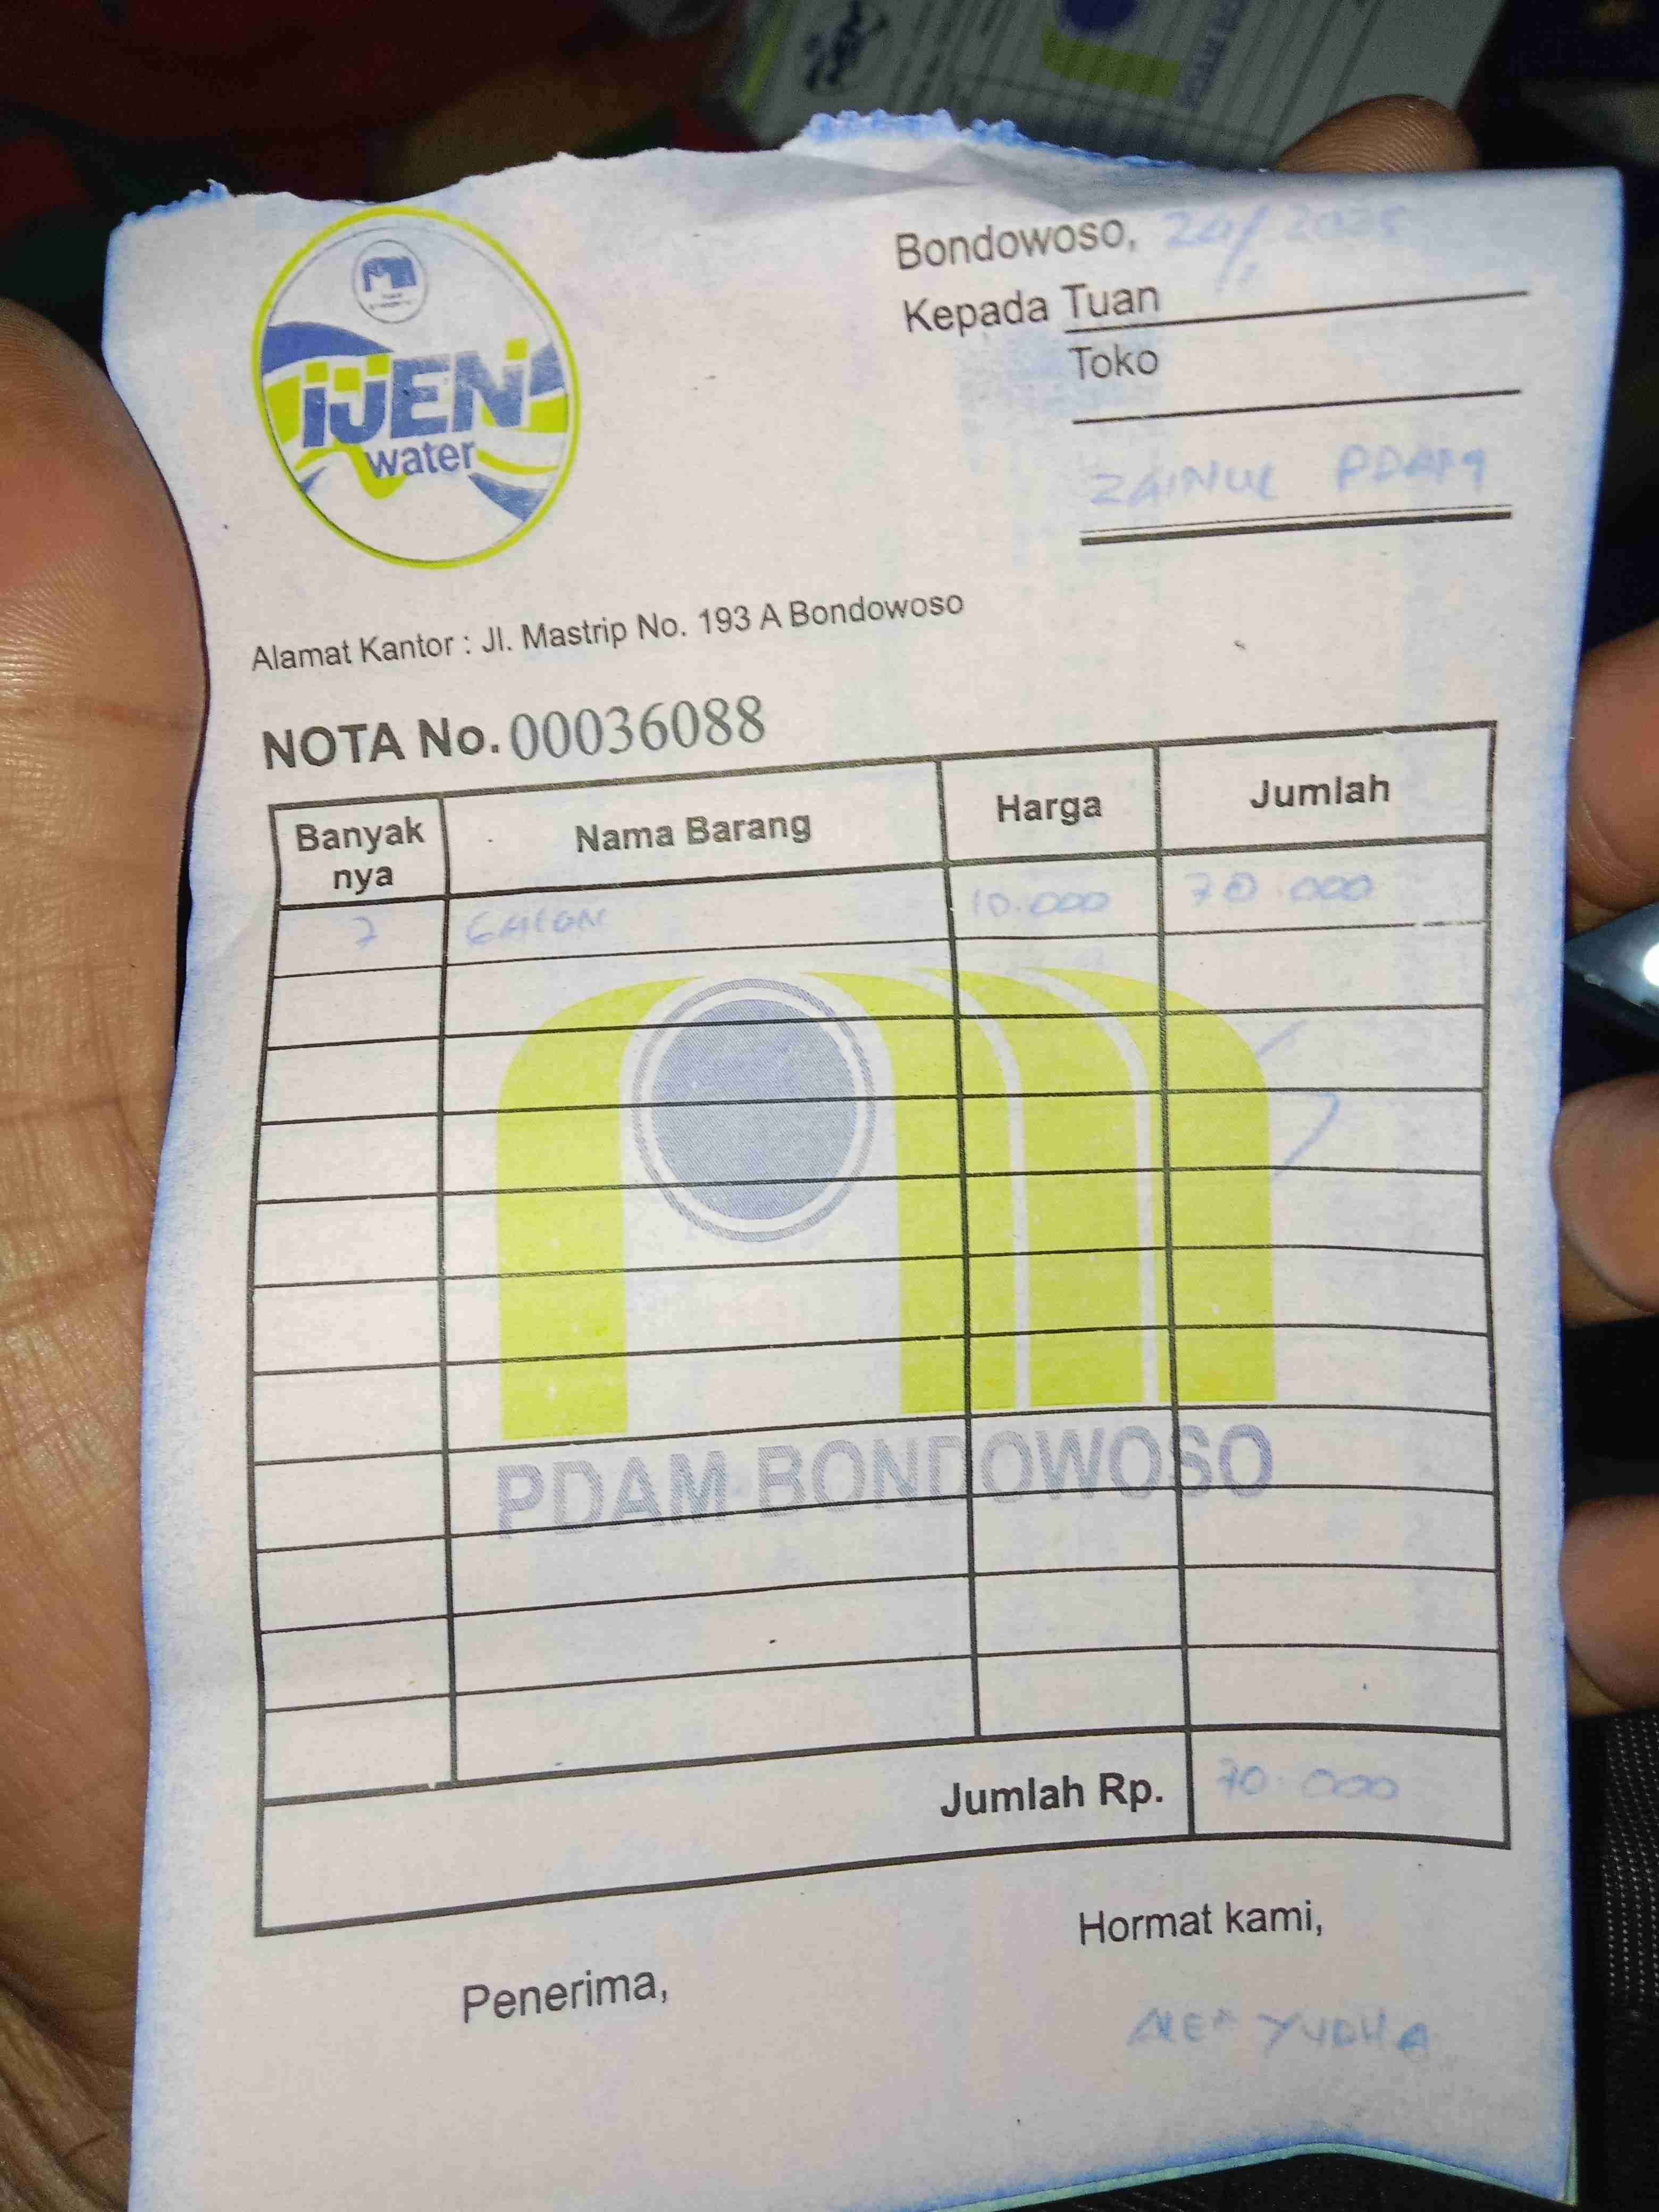 iJEN
water
Bondowoso, 2025
Kepada Tuan
Toko
ZAINUL PDAM
Alamat Kantor : Jl. Mastrip No. 193 A Bondowoso
NOTA No. 00036088
Banyak nya Nama Barang Harga Jumlah
7 GALON 10.000 70.000
PDAM BONDOWOSO
Jumlah Rp. 70.000
Penerima, Hormat kami,
YUDHA